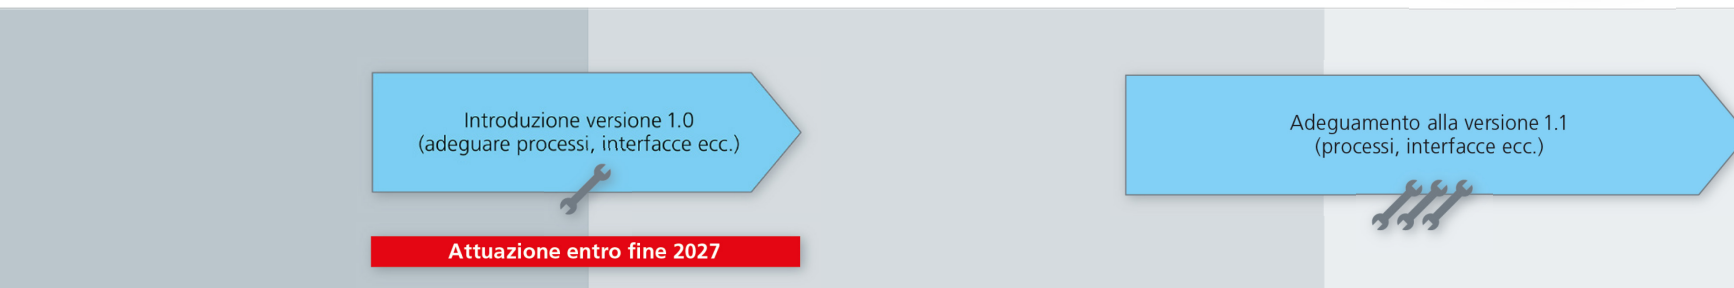 Introduzione versione 1.0
(adeguare processi, interfacce ecc.)
Attuazione entro fine 2027
Adeguamento alla versione 1.1
(processi, interfacce ecc.)